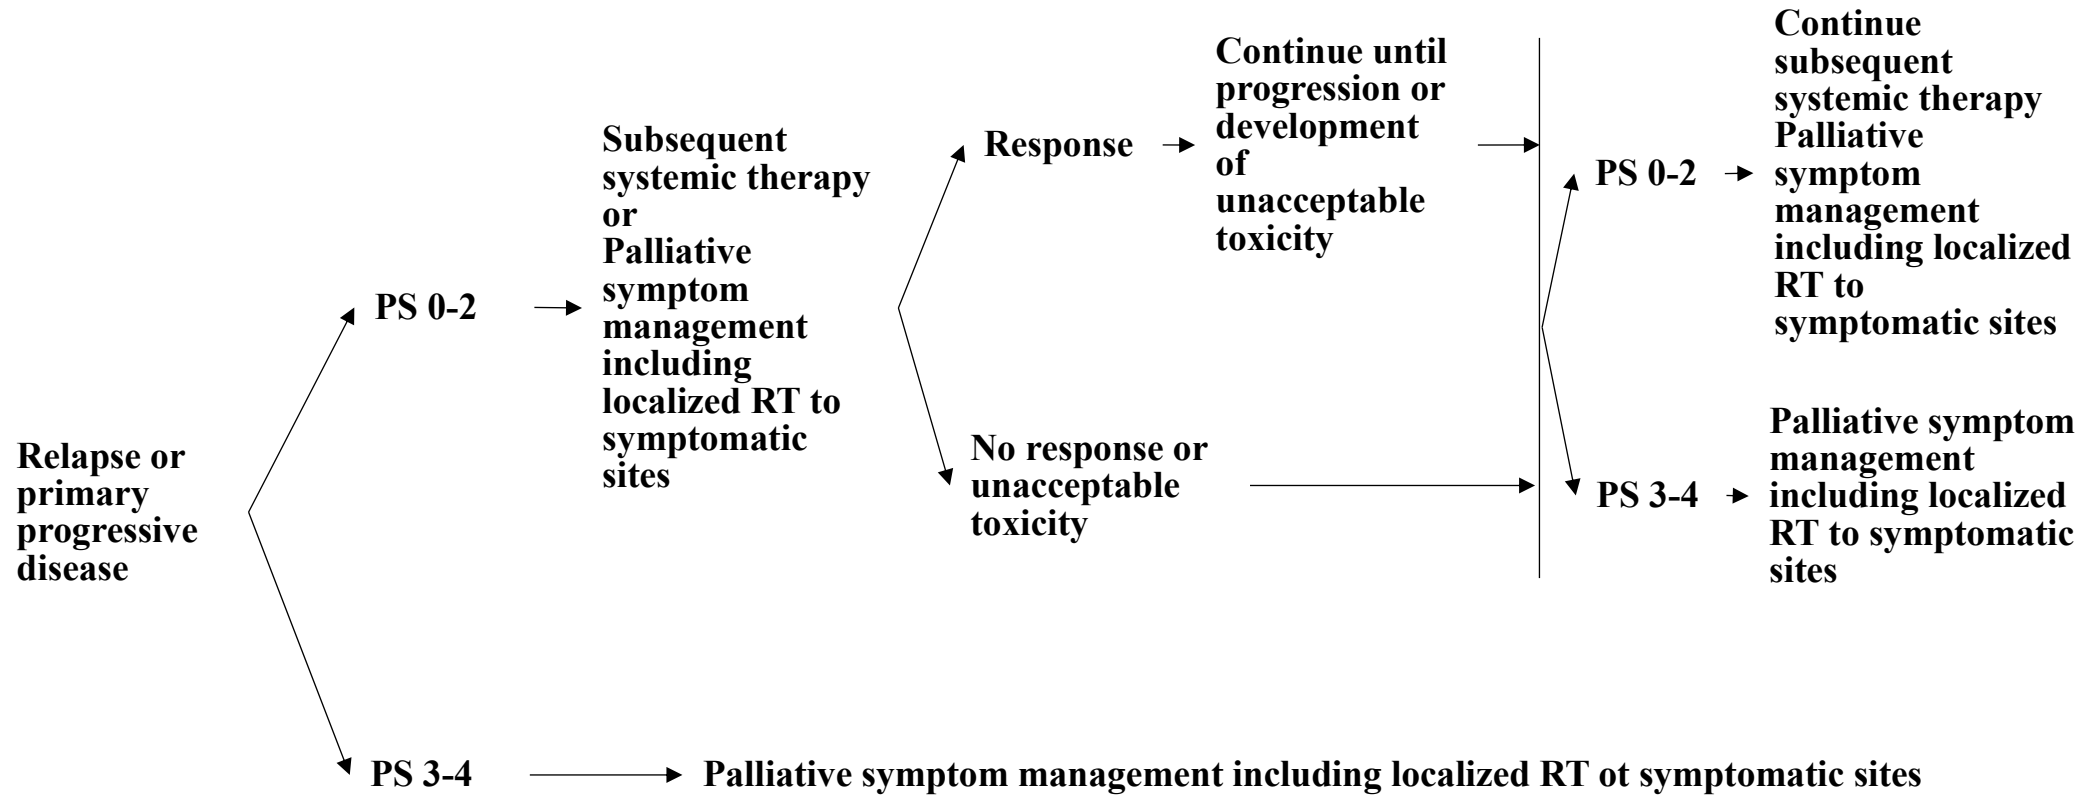 Relapse or
primary
progressive
disease
PS 0-2
Subsequent
systemic therapy
or
Palliative
symptom
management
including
localized RT to
symptomatic
sites
Response
Continue until
progression or
development
of
unacceptable
toxicity
No response or
unacceptable
toxicity
PS 0-2
Continue
subsequent
systemic therapy
Palliative
symptom
management
including localized
RT to
symptomatic sites
PS 3-4
Palliative symptom
management
including localized
RT to symptomatic
sites
PS 3-4
Palliative symptom management including localized RT ot symptomatic sites